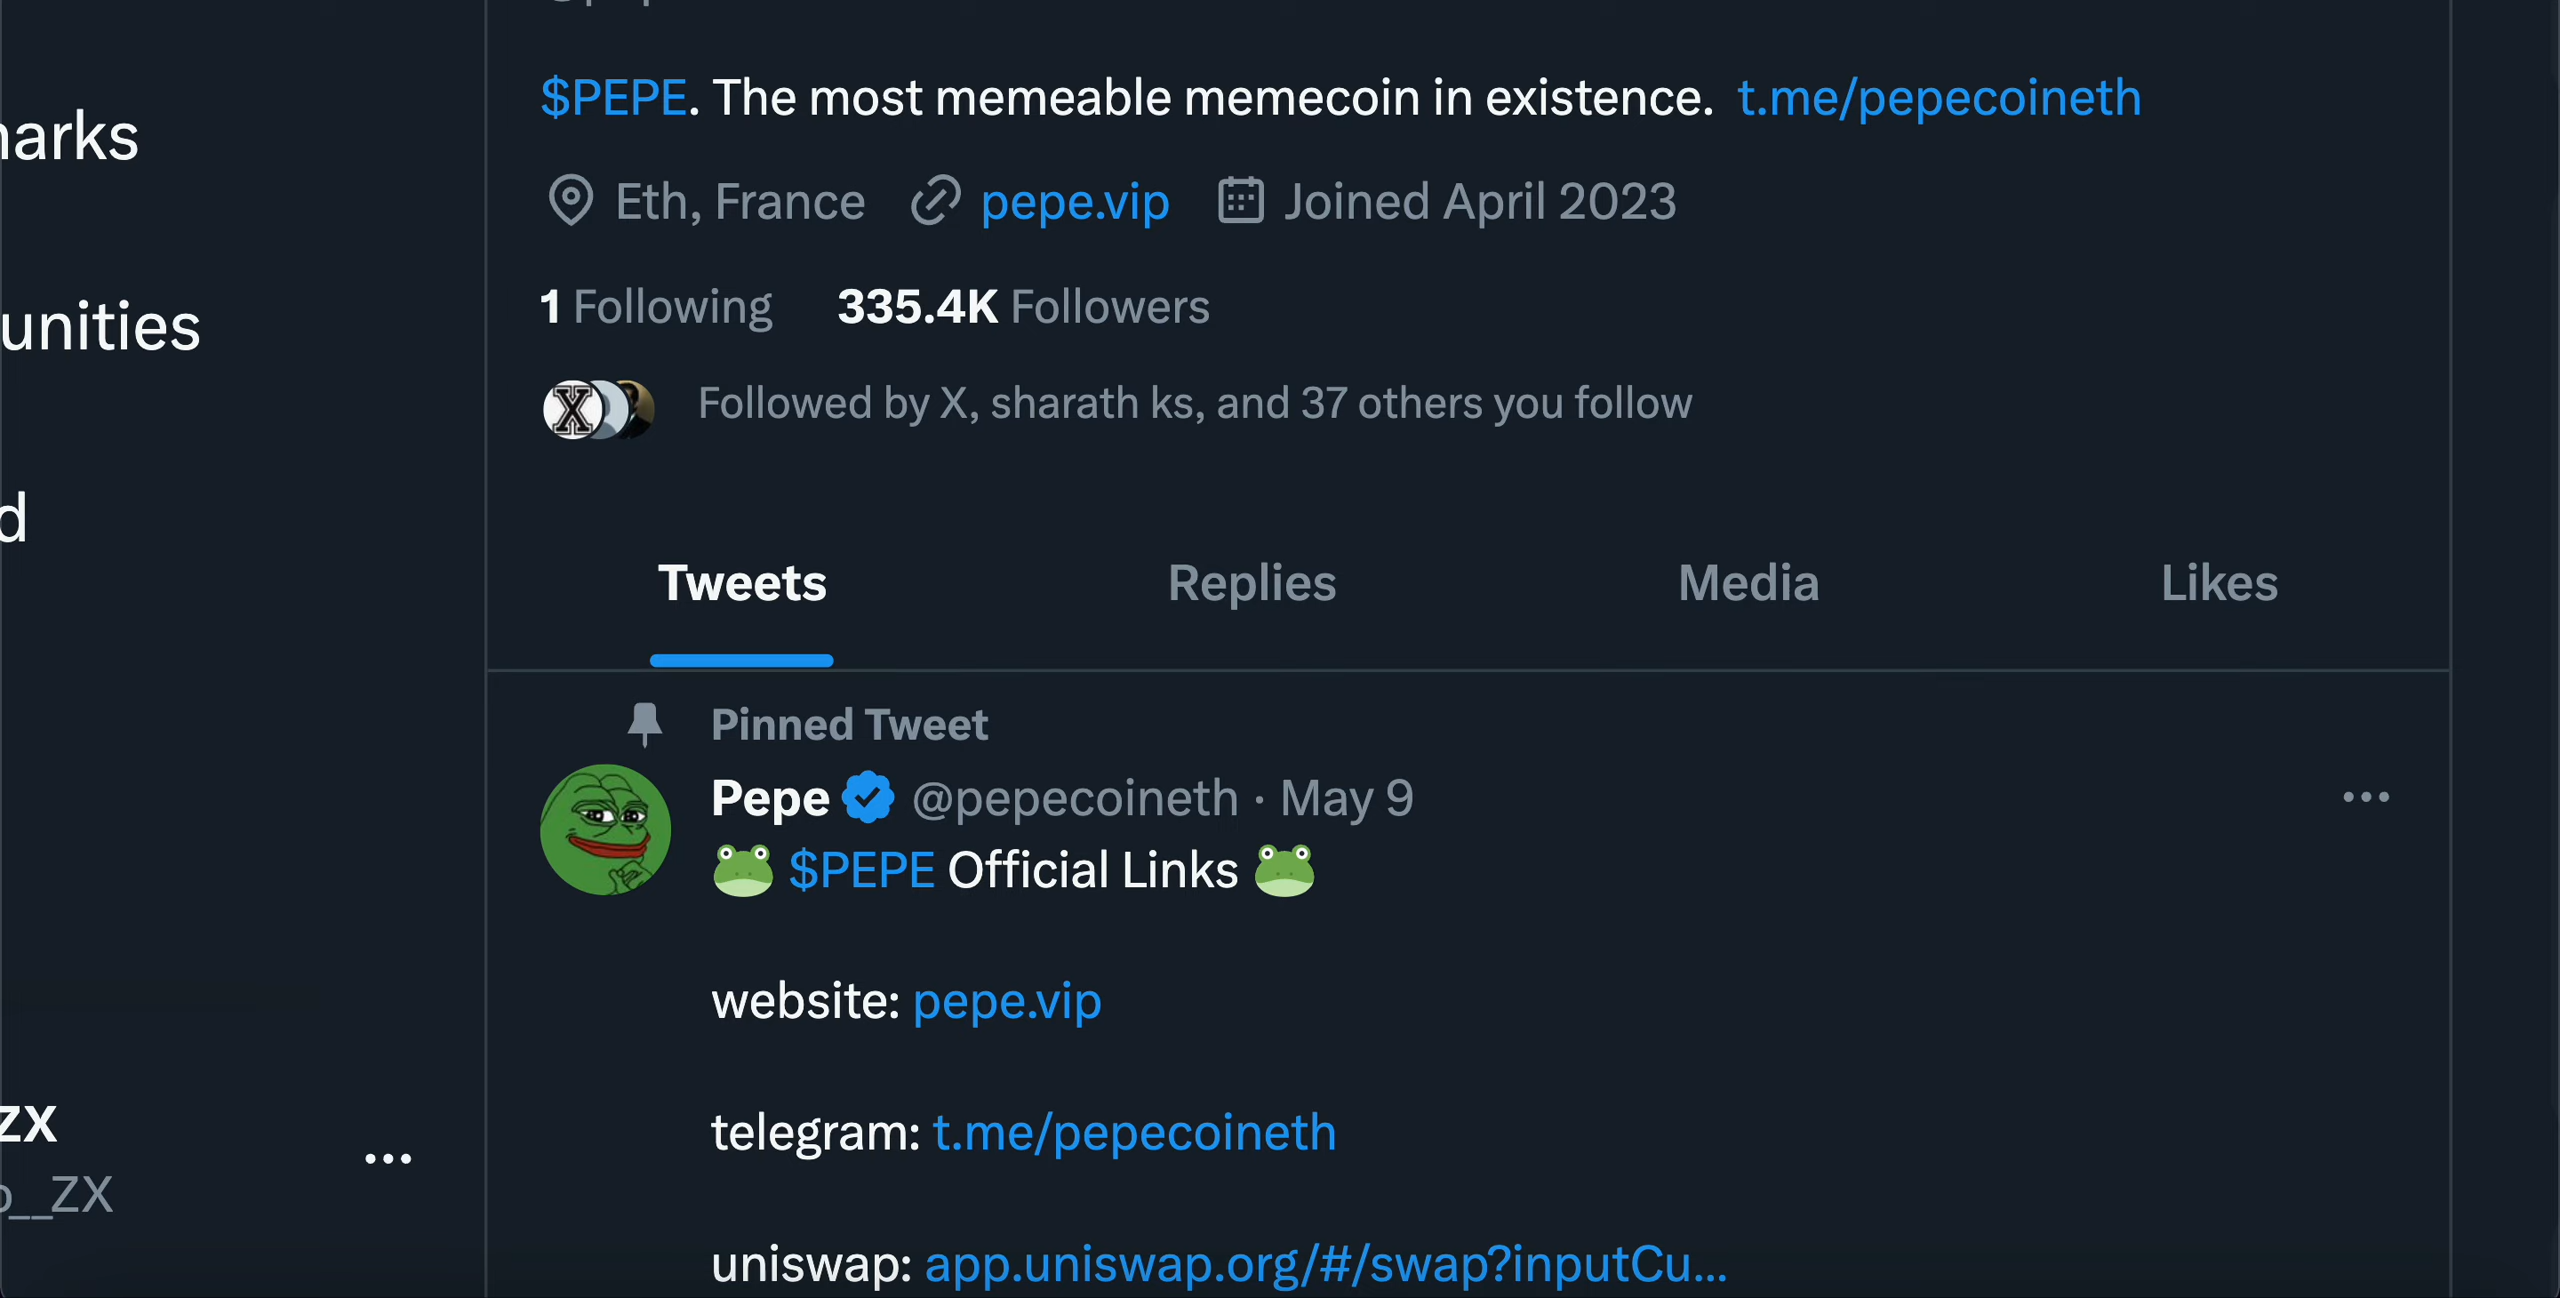 $PEPE. The most memeable memecoin in existence. t.me/pepecoineth
Eth, France pepe.vip Joined April 2023
1 Following 335.4K Followers
X Followed by X, sharath ks, and 37 others you follow
Tweets Replies Media Likes
Pinned Tweet
Pepe @pepecoineth · May 9
🐸 $PEPE Official Links 🐸
website: pepe.vip
telegram: t.me/pepecoineth
uniswap: app.uniswap.org/#/swap?inputCu...
arks
unities
d
zx
__ZX